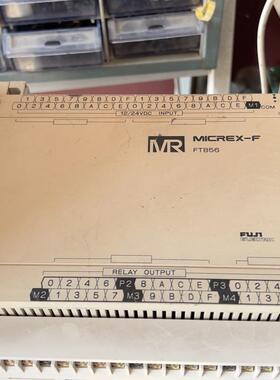 1 3 5 7 9 B D F 1 3 5 7 9 B D F
0 2 4 6 8 A C E 0 2 4 6 8 A C E M1 COM
12/24VDC INPUT
MR MICREX-F
FTB56
FUJI
ELECTRIC
RELAY OUTPUT
0 2 4 6 P2 8 A C E P3 0 2 4
M2 1 3 5 7 M3 9 B D F M4 1 3